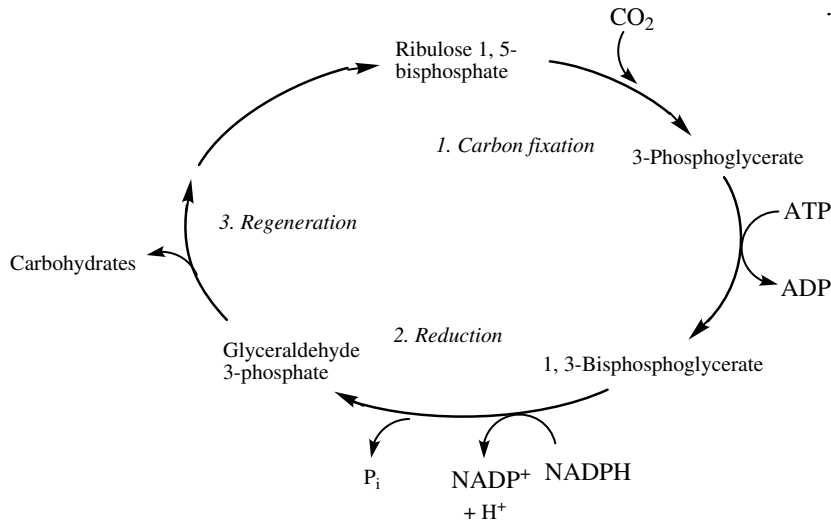 CO₂
Ribulose 1, 5-
bisphosphate
1. Carbon fixation
3-Phosphoglycerate
ATP
3. Regeneration
Carbohydrates
ADP
2. Reduction
Glyceraldehyde
3-phosphate
1, 3-Bisphosphoglycerate
Pᵢ
NADP⁺
NADPH
+ H⁺